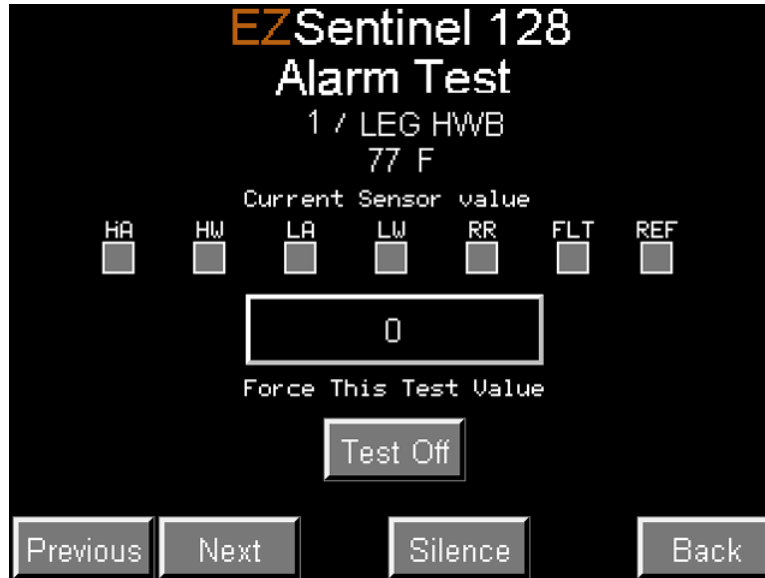 EZSentinel 128
Alarm Test
1 / LEG HWB
77 F
Current Sensor value
HA HW LA LW RR FLT REF
0
Force This Test Value
Test Off
Previous Next Silence Back